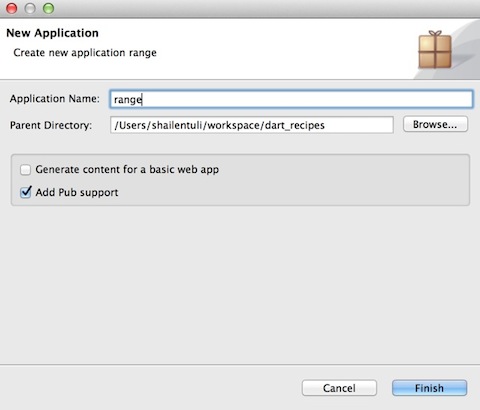 New Application
Create new application range
Application Name: range
Parent Directory: /Users/shailentuli/workspace/dart_recipes Browse...
Generate content for a basic web app
Add Pub support
Cancel Finish